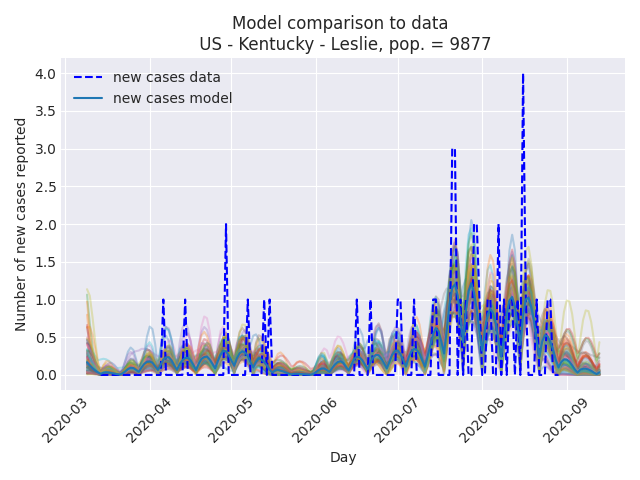 Model comparison to data
US - Kentucky - Leslie, pop. = 9877
new cases data
new cases model
Number of new cases reported
4.0
3.5
3.0
2.5
2.0
1.5
1.0
0.5
0.0
2020-03
2020-04
2020-05
2020-06
2020-07
2020-08
2020-09
Day